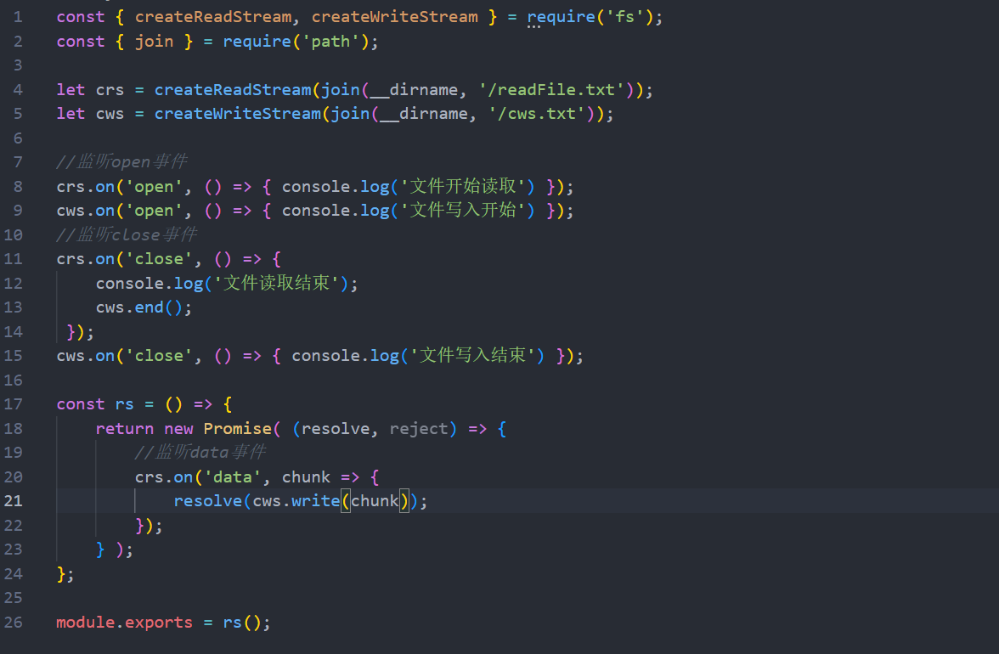 1 const { createReadStream, createWriteStream } = require('fs');
2 const { join } = require('path');
3
4 let crs = createReadStream(join(__dirname, '/readFile.txt'));
5 let cws = createWriteStream(join(__dirname, '/cws.txt'));
6
7 //监听open事件
8 crs.on('open', () => { console.log('文件开始读取') });
9 cws.on('open', () => { console.log('文件写入开始') });
10 //监听close事件
11 crs.on('close', () => {
12     console.log('文件读取结束');
13     cws.end();
14  });
15 cws.on('close', () => { console.log('文件写入结束') });
16
17 const rs = () => {
18     return new Promise( (resolve, reject) => {
19         //监听data事件
20         crs.on('data', chunk => {
21             resolve(cws.write(chunk));
22         });
23     } );
24 };
25
26 module.exports = rs();